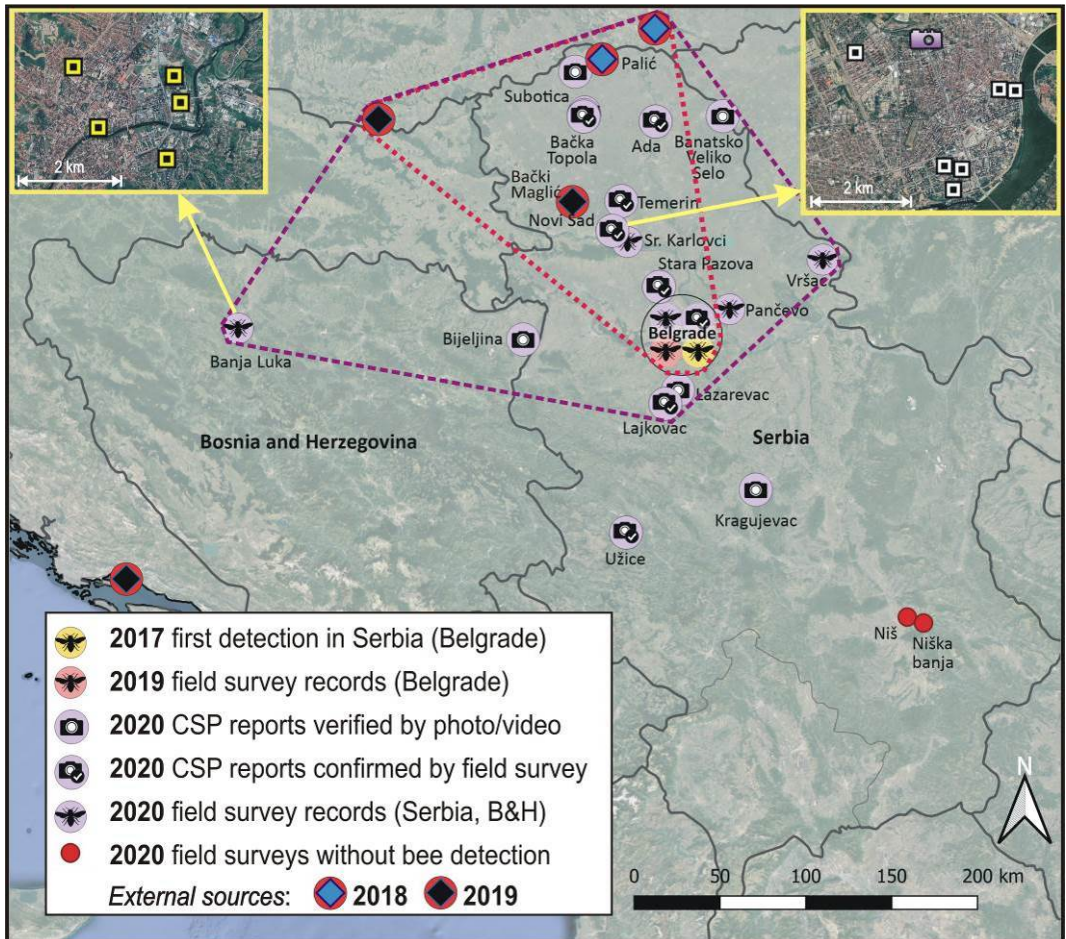 2 km
2 km
Palić
Subotica
Bačka
Topola
Ada
Banatsko
Veliko
Selo
Bački
Maglić
Temerin
Novi Sad
Sr. Karlovci
Stara Pazova
Vršac
Pančevo
Belgrade
Banja Luka
Bijeljina
Lazarevac
Lajkovac
Bosnia and Herzegovina
Serbia
Kragujevac
Užice
Niš
Niška
banja
2017 first detection in Serbia (Belgrade)
2019 field survey records (Belgrade)
2020 CSP reports verified by photo/video
2020 CSP reports confirmed by field survey
2020 field survey records (Serbia, B&H)
2020 field surveys without bee detection
External sources: 2018 2019
N
0 50 100 150 200 km